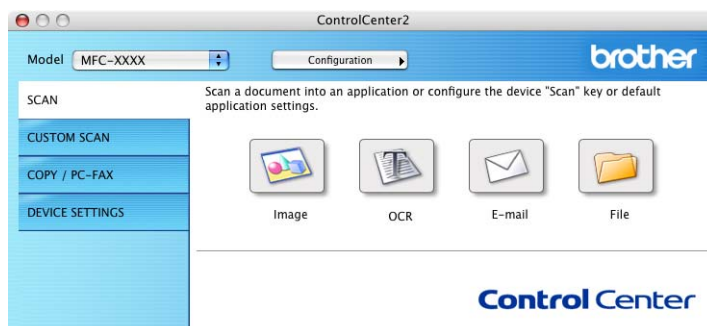 ControlCenter2
Model MFC-XXXX Configuration brother
SCAN
Scan a document into an application or configure the device "Scan" key or default
application settings.
CUSTOM SCAN
COPY / PC-FAX
DEVICE SETTINGS
Image OCR E-mail File
Control Center